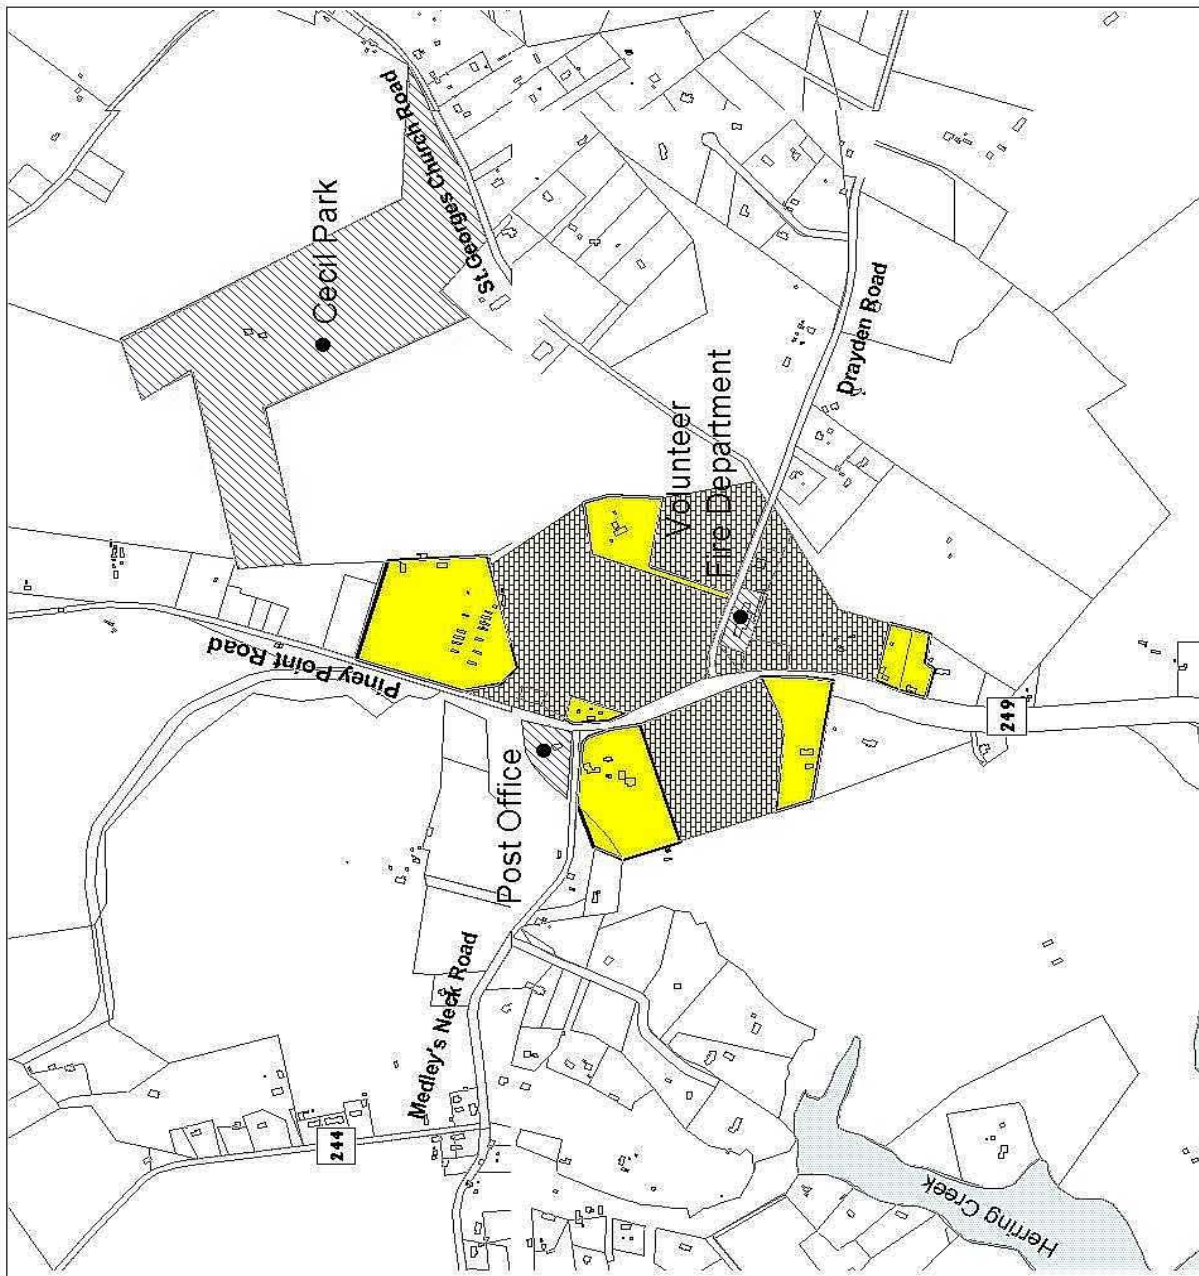 Cecil Park
St.Georges Church Road
Piney Point Road
Volunteer
Fire Department
Drayden Road
Post Office
249
Medley's Neck Road
244
Herring Creek